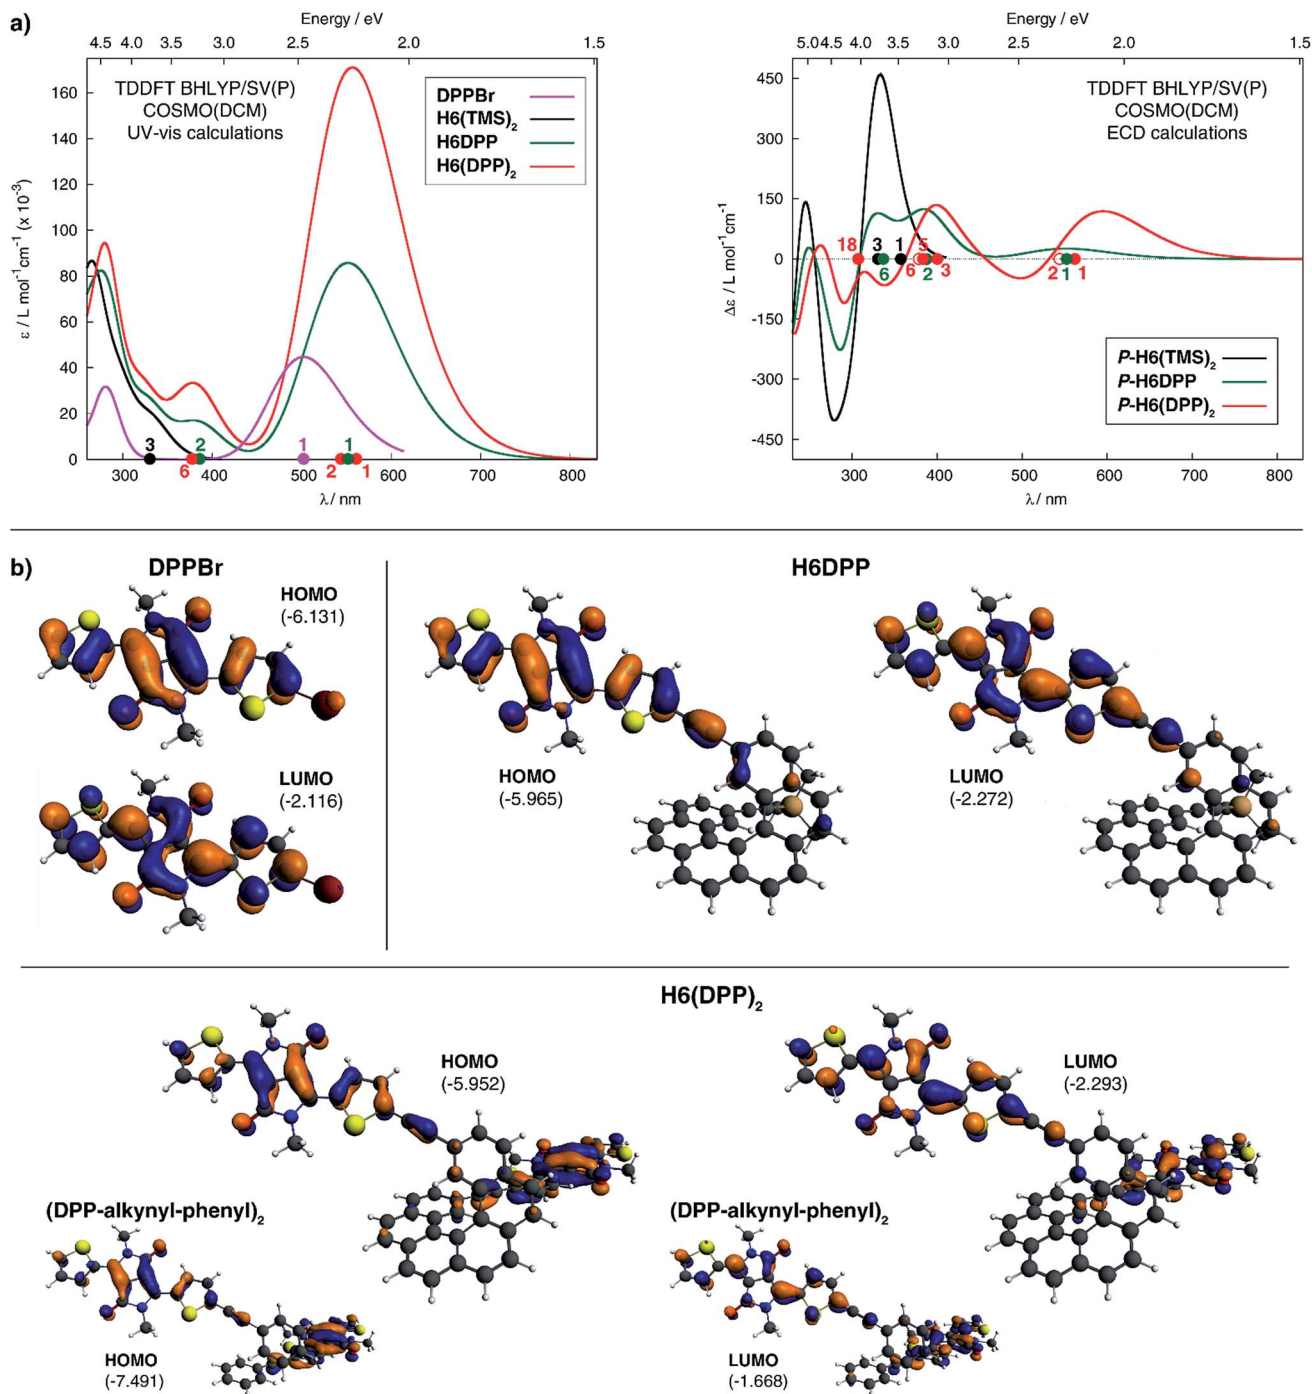 a)
Energy / eV
4.5 4.0 3.5 3.0 2.5 2.0 1.5
TDDFT BHLYP/SV(P)
COSMO(DCM)
UV-vis calculations
DPPBr
H6(TMS)₂
H6DPP
H6(DPP)₂
ε / L mol⁻¹ cm⁻¹ (x 10⁻³)
160
140
120
100
80
60
40
20
0
3 2 1 1
6 2 1
300 400 500 600 700 800
λ / nm
Energy / eV
5.0 4.5 4.0 3.5 3.0 2.5 2.0 1.5
TDDFT BHLYP/SV(P)
COSMO(DCM)
ECD calculations
Δε / L mol⁻¹cm⁻¹
450
300
150
0
-150
-300
-450
18 3 1 5
6 6 2 3 2 1 1
P-H6(TMS)₂
P-H6DPP
P-H6(DPP)₂
300 400 500 600 700 800
λ / nm
b)
DPPBr
HOMO
(-6.131)
LUMO
(-2.116)
H6DPP
HOMO
(-5.965)
LUMO
(-2.272)
H6(DPP)₂
HOMO
(-5.952)
LUMO
(-2.293)
(DPP-alkynyl-phenyl)₂
HOMO
(-7.491)
(DPP-alkynyl-phenyl)₂
LUMO
(-1.668)